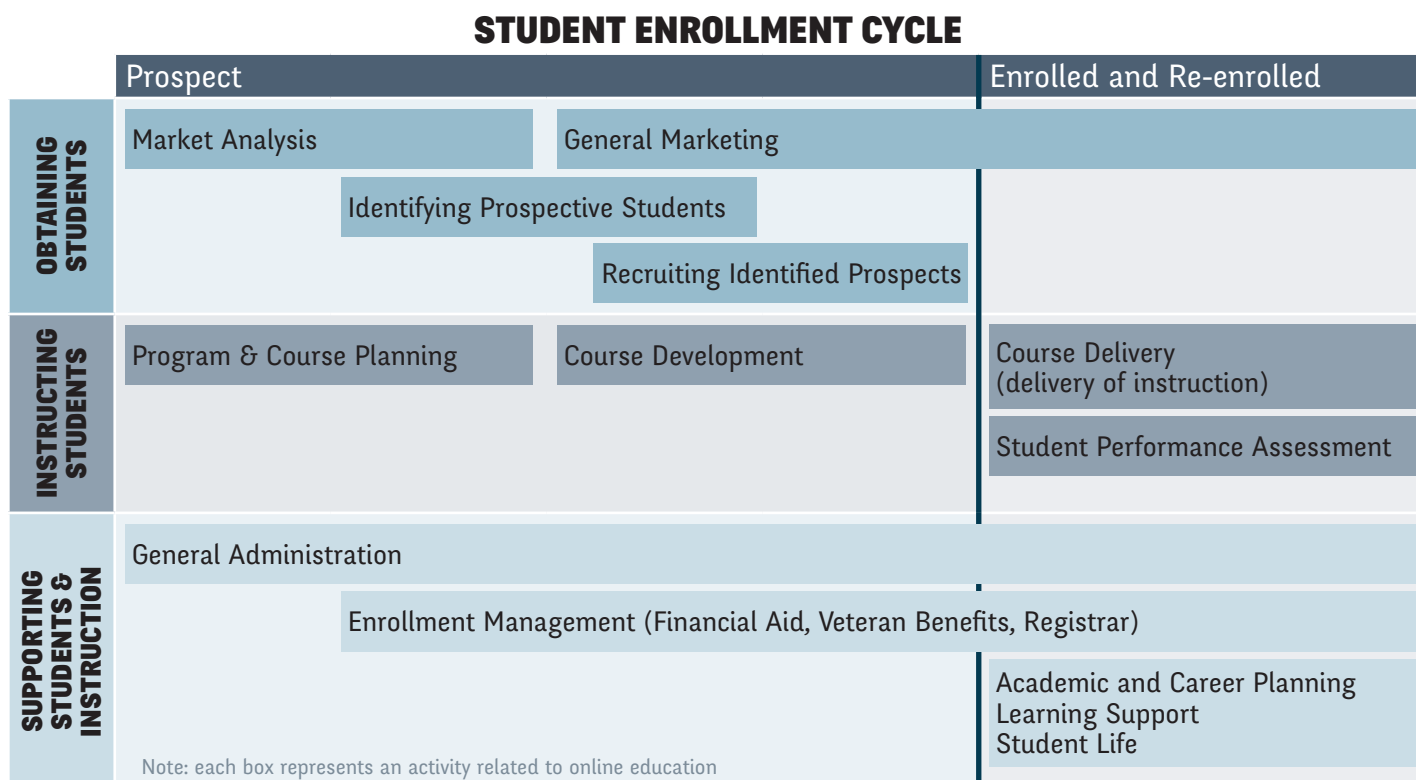 STUDENT ENROLLMENT CYCLE
Prospect
Enrolled and Re-enrolled
OBTAINING
STUDENTS
Market Analysis
General Marketing
Identifying Prospective Students
Recruiting Identified Prospects
INSTRUCTING
STUDENTS
Program & Course Planning
Course Development
Course Delivery
(delivery of instruction)
Student Performance Assessment
SUPPORTING
STUDENTS &
INSTRUCTION
General Administration
Enrollment Management (Financial Aid, Veteran Benefits, Registrar)
Academic and Career Planning
Learning Support
Student Life
Note: each box represents an activity related to online education